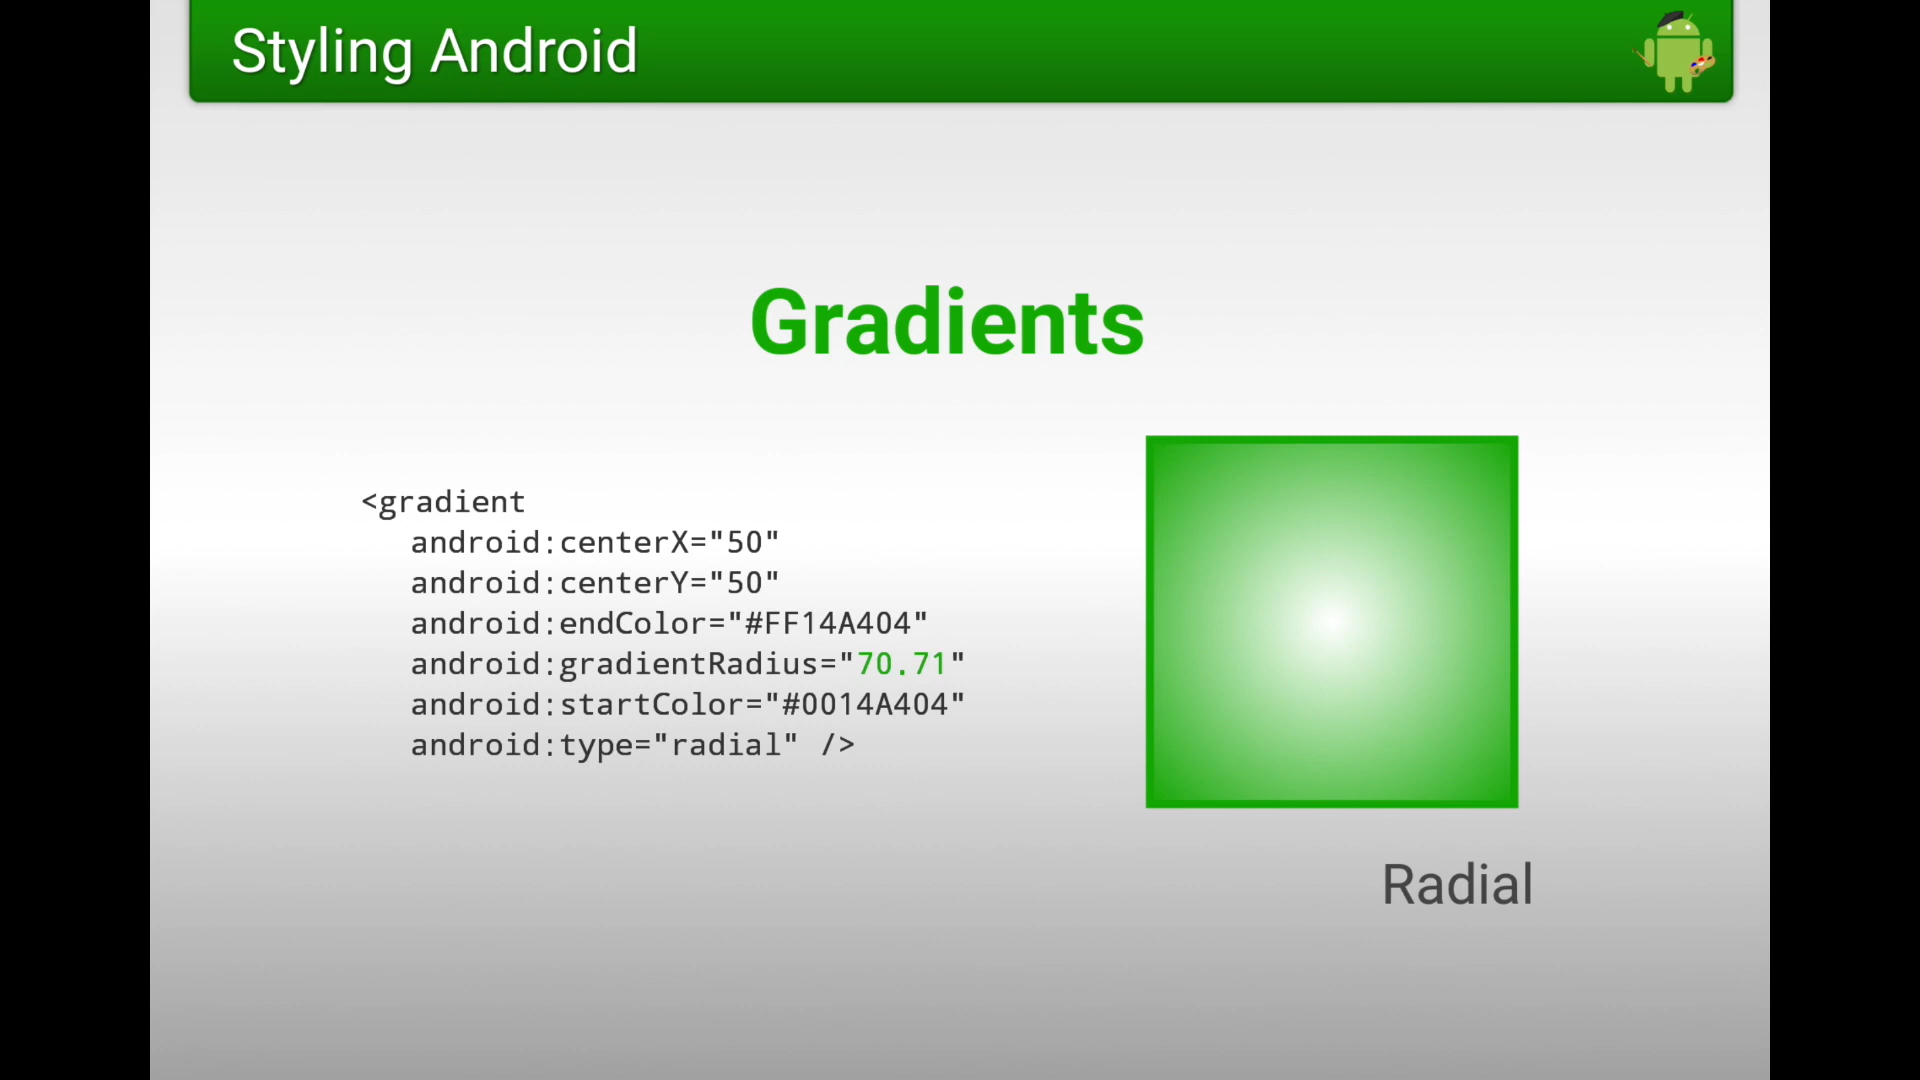 Styling Android
Gradients
<gradient
android:centerX="50"
android:centerY="50"
android:endColor="#FF14A404"
android:gradientRadius="70.71"
android:startColor="#0014A404"
android:type="radial" />
Radial